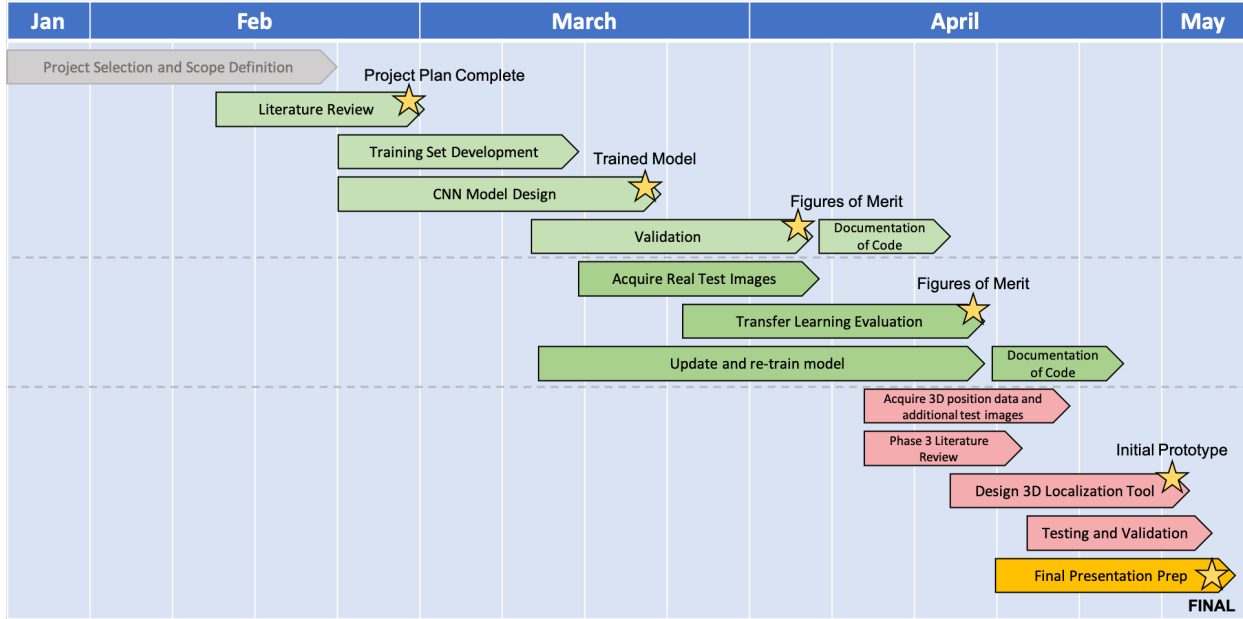 Jan
Feb
March
April
May
Project Selection and Scope Definition
Project Plan Complete
Literature Review
Training Set Development
Trained Model
CNN Model Design
Figures of Merit
Validation
Documentation
of Code
Acquire Real Test Images
Figures of Merit
Transfer Learning Evaluation
Update and re-train model
Documentation
of Code
Acquire 3D position data and
additional test images
Phase 3 Literature
Review
Initial Prototype
Design 3D Localization Tool
Testing and Validation
Final Presentation Prep
FINAL